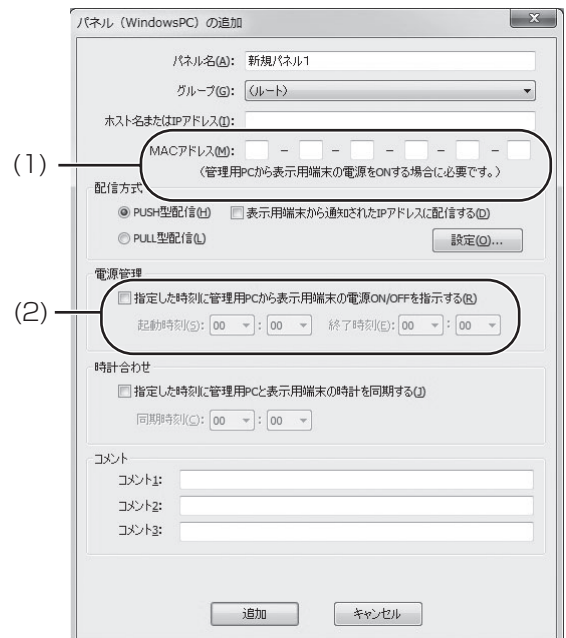 パネル（WindowsPC）の追加
パネル名(A): 新規パネル1
グループ(G): (ルート)
ホスト名またはIPアドレス(I):
(1)
MACアドレス(M): - - - - -
(管理用PCから表示用端末の電源をONする場合に必要です。)
配信方式
PUSH型配信(H) 表示用端末から通知されたIPアドレスに配信する(D)
PULL型配信(L) 設定(O)...
電源管理
(2)
指定した時刻に管理用PCから表示用端末の電源ON/OFFを指示する(R)
起動時刻(S): 00 : 00 終了時刻(E): 00 : 00
時計合わせ
指定した時刻に管理用PCと表示用端末の時計を同期する(J)
同期時刻(C): 00 : 00
コメント
コメント1:
コメント2:
コメント3:
追加 キャンセル